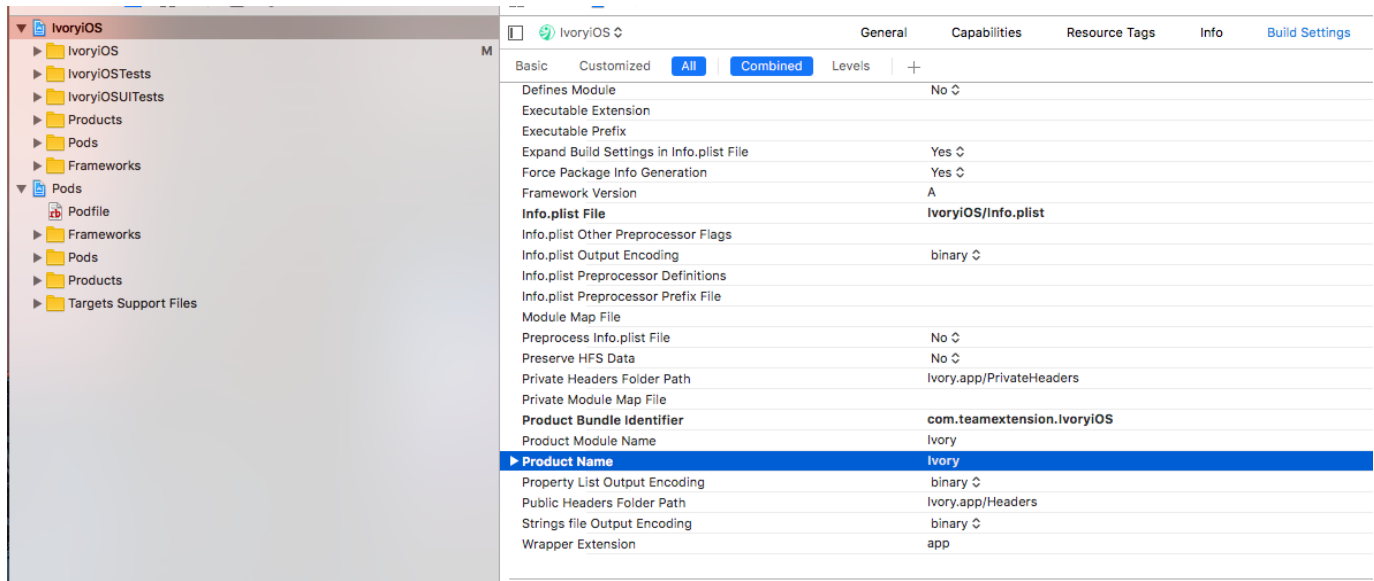 IvoryiOS
IvoryiOS M
IvoryiOSTests
IvoryiOSUITests
Products
Pods
Frameworks
Pods
rb Podfile
Frameworks
Pods
Products
Targets Support Files
IvoryiOS General Capabilities Resource Tags Info Build Settings
Basic Customized All Combined Levels +
Defines Module No
Executable Extension
Executable Prefix
Expand Build Settings in Info.plist File Yes
Force Package Info Generation Yes
Framework Version A
Info.plist File IvoryiOS/Info.plist
Info.plist Other Preprocessor Flags
Info.plist Output Encoding binary
Info.plist Preprocessor Definitions
Info.plist Preprocessor Prefix File
Module Map File
Preprocess Info.plist File No
Preserve HFS Data No
Private Headers Folder Path Ivory.app/PrivateHeaders
Private Module Map File
Product Bundle Identifier com.teamextension.IvoryiOS
Product Module Name Ivory
Product Name Ivory
Property List Output Encoding binary
Public Headers Folder Path Ivory.app/Headers
Strings file Output Encoding binary
Wrapper Extension app